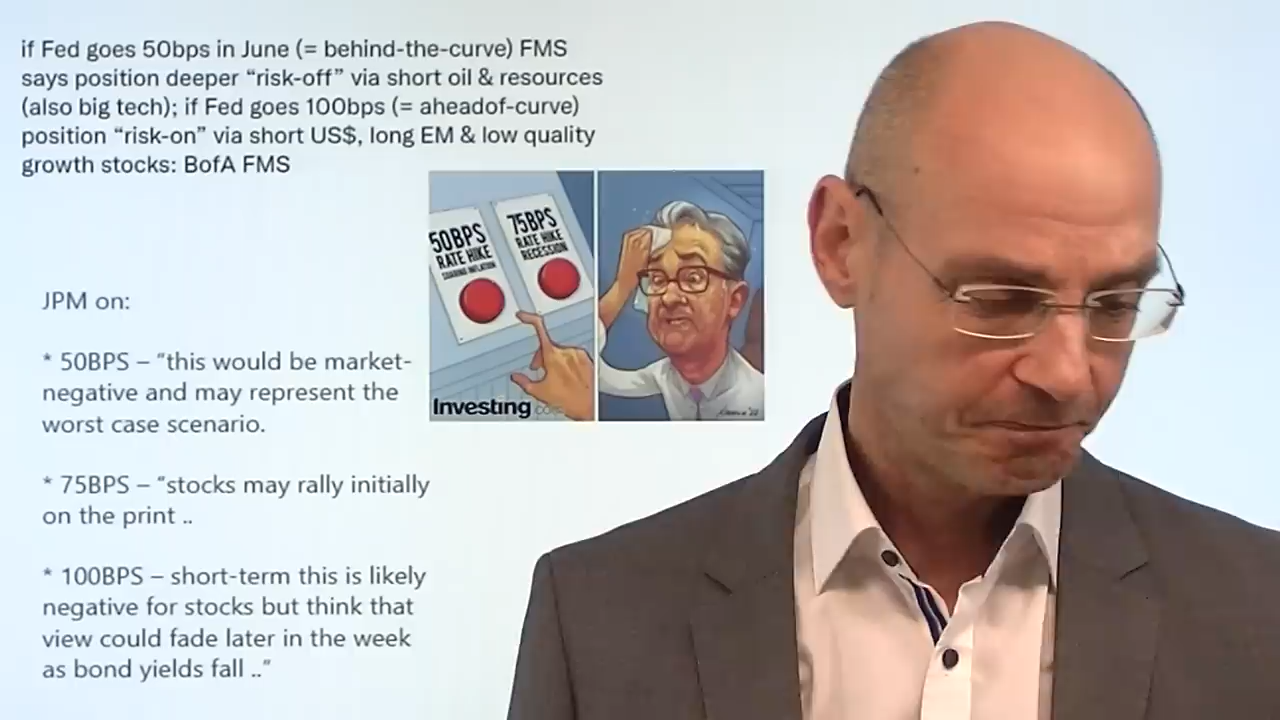 if Fed goes 50bps in June (= behind-the-curve) FMS
says position deeper “risk-off” via short oil & resources
(also big tech); if Fed goes 100bps (= aheadof-curve)
position “risk-on” via short US$, long EM & low quality
growth stocks: BofA FMS
50BPS
RATE HIKE
SOARING INFLATION
75BPS
RATE HIKE
RECESSION
Investing
JPM on:
* 50BPS – “this would be market-
negative and may represent the
worst case scenario.
* 75BPS – “stocks may rally initially
on the print ..
* 100BPS – short-term this is likely
negative for stocks but think that
view could fade later in the week
as bond yields fall ..”